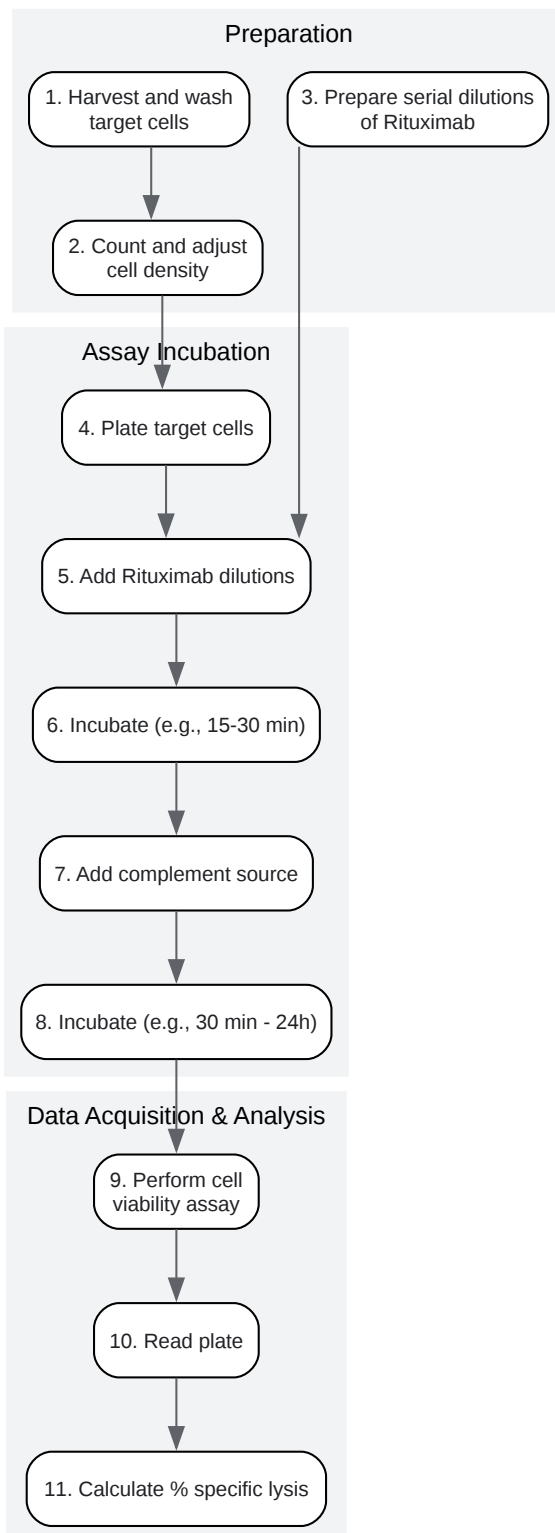 Preparation
1. Harvest and wash
target cells
3. Prepare serial dilutions
of Rituximab
2. Count and adjust
cell density
Assay Incubation
4. Plate target cells
5. Add Rituximab dilutions
6. Incubate (e.g., 15-30 min)
7. Add complement source
8. Incubate (e.g., 30 min - 24h)
Data Acquisition & Analysis
9. Perform cell
viability assay
10. Read plate
11. Calculate % specific lysis